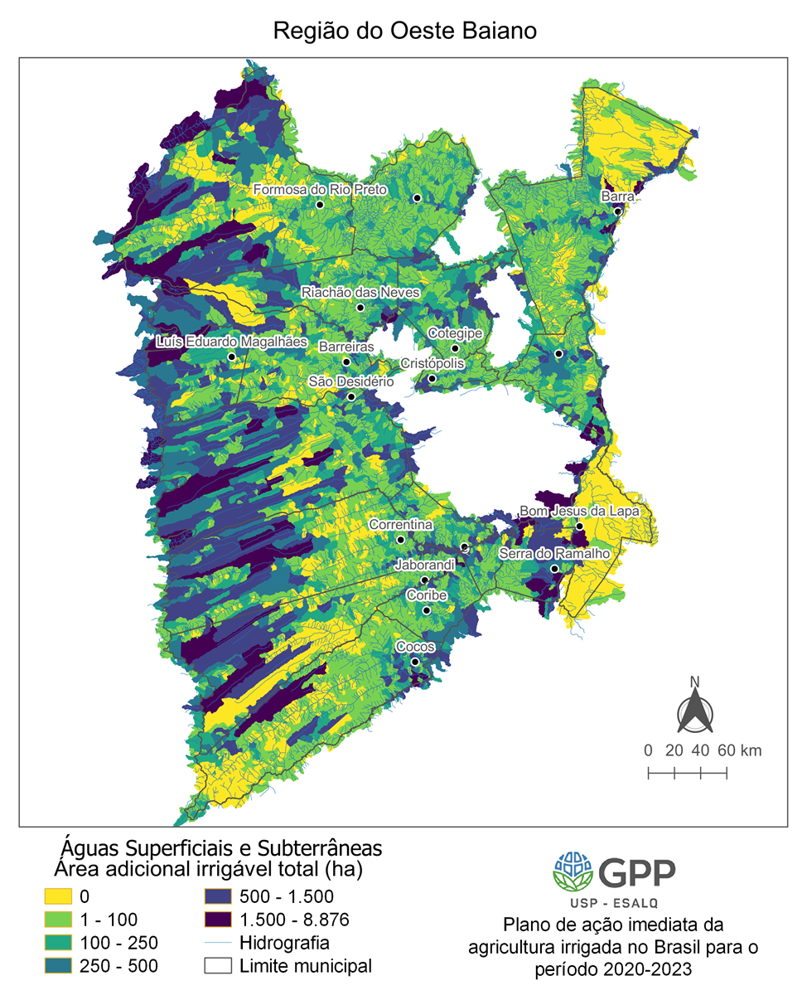 Região do Oeste Baiano
Formosa do Rio Preto
Barra
Riachão das Neves
Cotegipe
Luís Eduardo Magalhães
Barreiras
Cristópolis
São Desidério
Bom Jesus da Lapa
Correntina
Serra do Ramalho
Jaborandi
Coribe
Cocos
N
0 20 40 60 km
Águas Superficiais e Subterrâneas
Área adicional irrigável total (ha)
0
1 - 100
100 - 250
250 - 500
500 - 1.500
1.500 - 8.876
Hidrografia
Limite municipal
GPP
USP - ESALQ
Plano de ação imediata da
agricultura irrigada no Brasil para o
período 2020-2023